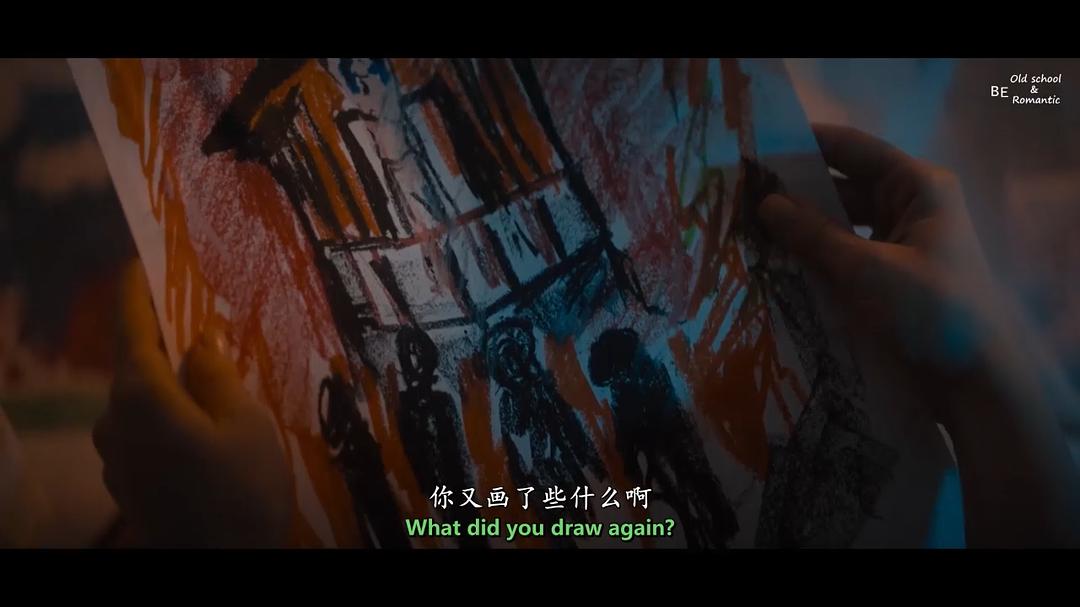 Old school
BE &
Romantic
你又画了些什么啊
What did you draw again?